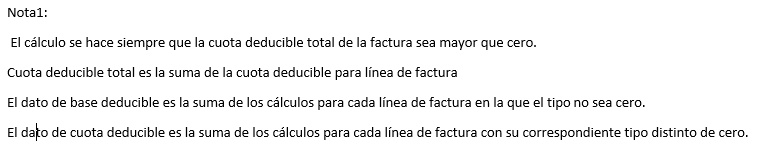 Nota1:
El cálculo se hace siempre que la cuota deducible total de la factura sea mayor que cero.
Cuota deducible total es la suma de la cuota deducible para línea de factura
El dato de base deducible es la suma de los cálculos para cada línea de factura en la que el tipo no sea cero.
El dato de cuota deducible es la suma de los cálculos para cada línea de factura con su correspondiente tipo distinto de cero.